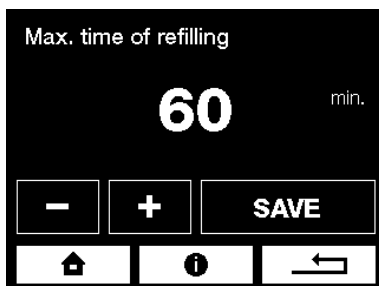 Max. time of refilling
60 min.
− + SAVE